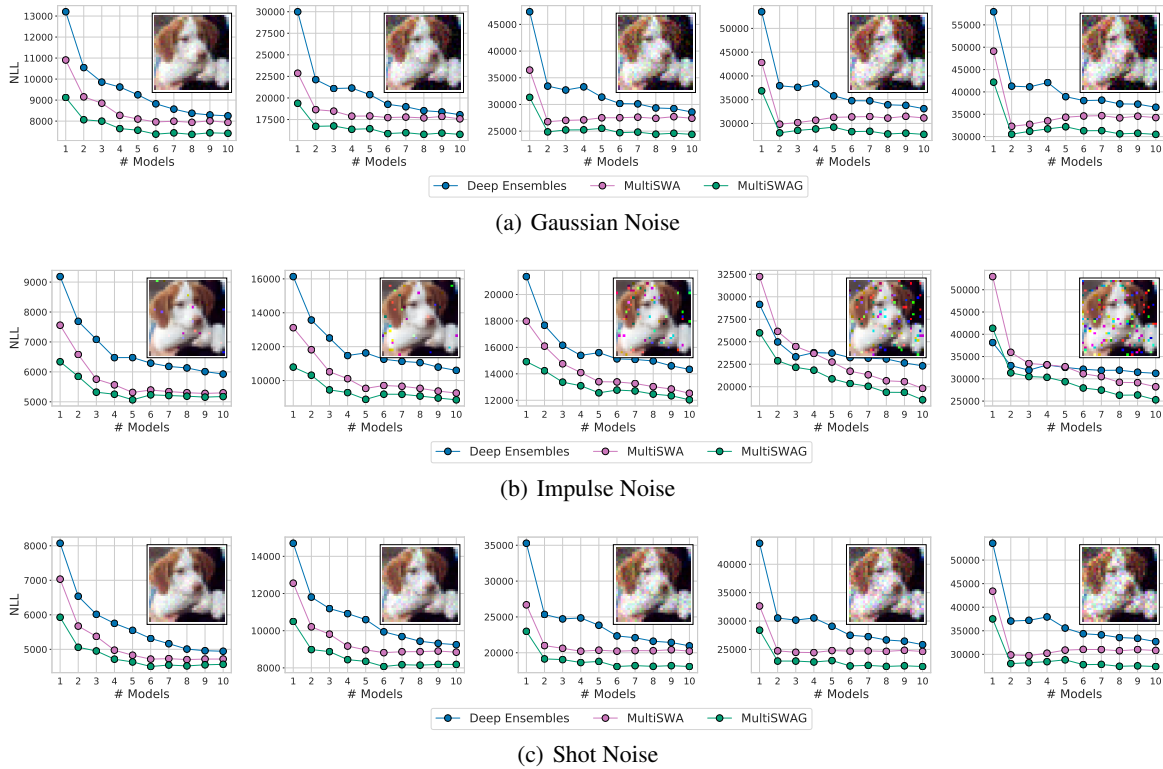 13000
12000
11000
10000
9000
8000
NLL
1 2 3 4 5 6 7 8 9 10
# Models
30000
27500
25000
22500
20000
17500
1 2 3 4 5 6 7 8 9 10
# Models
45000
40000
35000
30000
25000
1 2 3 4 5 6 7 8 9 10
# Models
50000
45000
40000
35000
30000
1 2 3 4 5 6 7 8 9 10
# Models
55000
50000
45000
40000
35000
30000
1 2 3 4 5 6 7 8 9 10
# Models
Deep Ensembles MultiSWA MultiSWAG
(a) Gaussian Noise
9000
8000
7000
6000
5000
NLL
1 2 3 4 5 6 7 8 9 10
# Models
16000
14000
12000
10000
1 2 3 4 5 6 7 8 9 10
# Models
20000
18000
16000
14000
12000
1 2 3 4 5 6 7 8 9 10
# Models
32500
30000
27500
25000
22500
20000
1 2 3 4 5 6 7 8 9 10
# Models
50000
45000
40000
35000
30000
25000
1 2 3 4 5 6 7 8 9 10
# Models
Deep Ensembles MultiSWA MultiSWAG
(b) Impulse Noise
8000
7000
6000
5000
NLL
1 2 3 4 5 6 7 8 9 10
# Models
14000
12000
10000
8000
1 2 3 4 5 6 7 8 9 10
# Models
35000
30000
25000
20000
1 2 3 4 5 6 7 8 9 10
# Models
40000
35000
30000
25000
1 2 3 4 5 6 7 8 9 10
# Models
50000
45000
40000
35000
30000
1 2 3 4 5 6 7 8 9 10
# Models
Deep Ensembles MultiSWA MultiSWAG
(c) Shot Noise